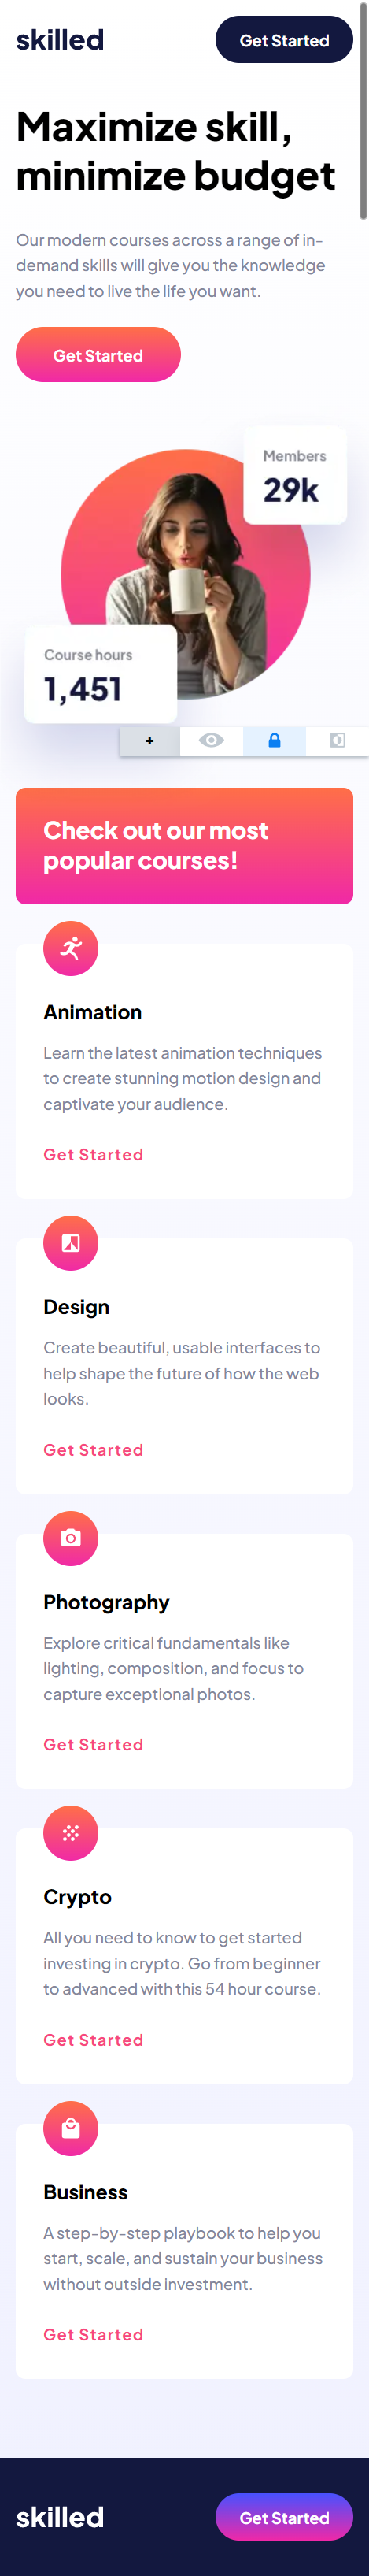 skilled
Get Started
Maximize skill,
minimize budget
Our modern courses across a range of in-
demand skills will give you the knowledge
you need to live the life you want.
Get Started
Members
29k
Course hours
1,451
+
Check out our most
popular courses!
Animation
Learn the latest animation techniques
to create stunning motion design and
captivate your audience.
Get Started
Design
Create beautiful, usable interfaces to
help shape the future of how the web
looks.
Get Started
Photography
Explore critical fundamentals like
lighting, composition, and focus to
capture exceptional photos.
Get Started
Crypto
All you need to know to get started
investing in crypto. Go from beginner
to advanced with this 54 hour course.
Get Started
Business
A step-by-step playbook to help you
start, scale, and sustain your business
without outside investment.
Get Started
skilled
Get Started